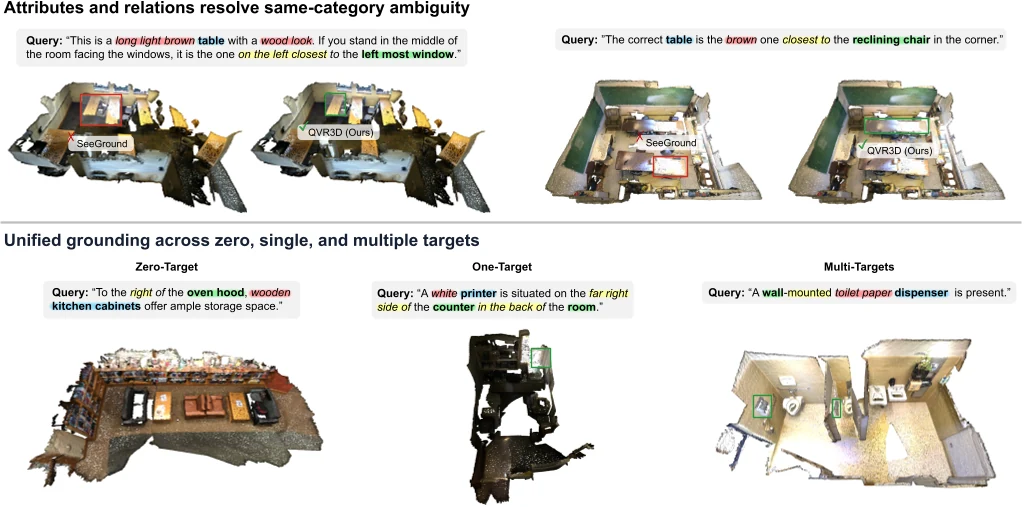 Attributes and relations resolve same-category ambiguity
Query: “This is a long light brown table with a wood look. If you stand in the middle of
the room facing the windows, it is the one on the left closest to the left most window.”
Query: ”The correct table is the brown one closest to the reclining chair in the corner.”
SeeGround
QVR3D (Ours)
SeeGround
QVR3D (Ours)
Unified grounding across zero, single, and multiple targets
Zero-Target
One-Target
Multi-Targets
Query: “To the right of the oven hood, wooden
kitchen cabinets offer ample storage space.”
Query: “A white printer is situated on the far right
side of the counter in the back of the room.”
Query: “A wall-mounted toilet paper dispenser is present.”